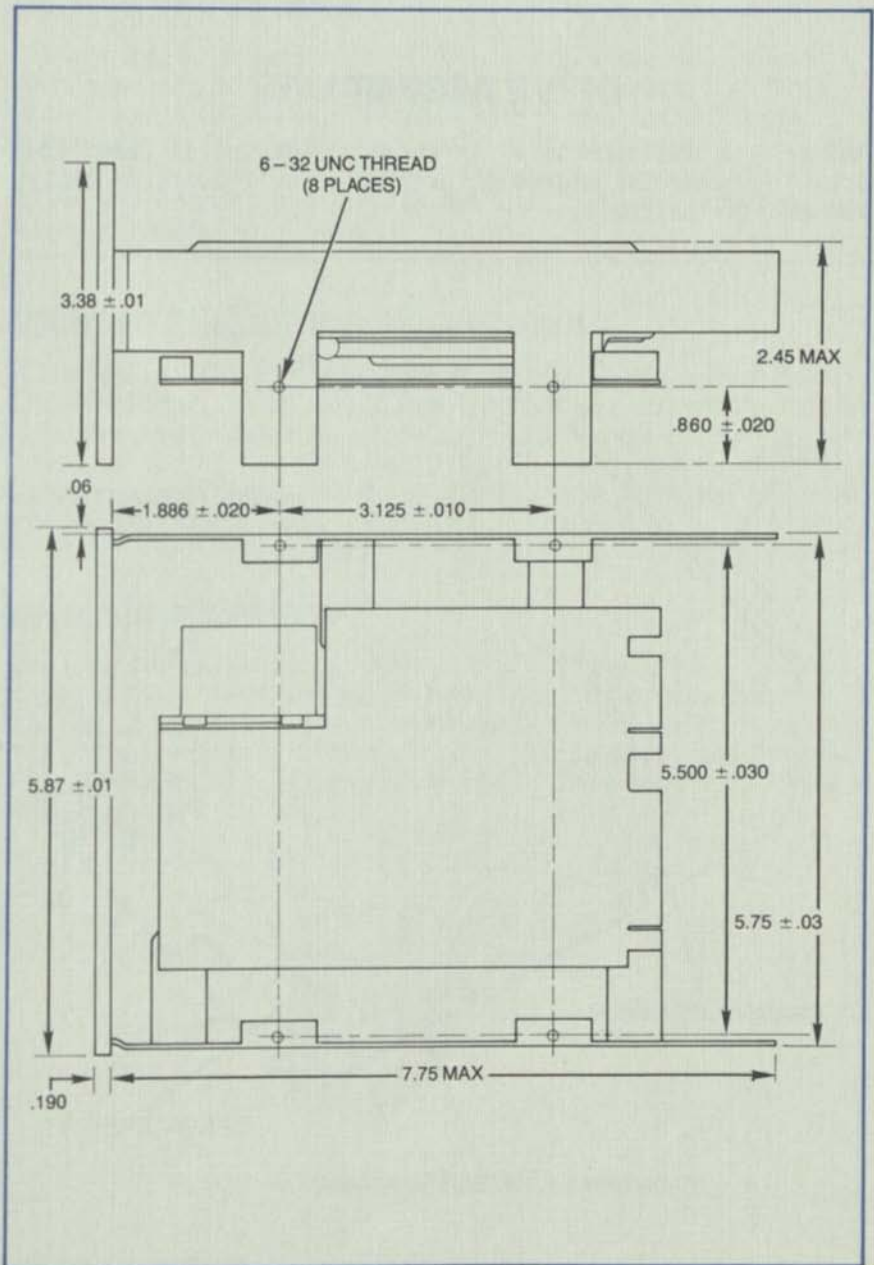 6–32 UNC THREAD
(8 PLACES)
3.38 ±.01
2.45 MAX
.860 ±.020
.06
1.886 ±.020
3.125 ±.010
5.87 ±.01
5.500 ±.030
5.75 ±.03
7.75 MAX
.190